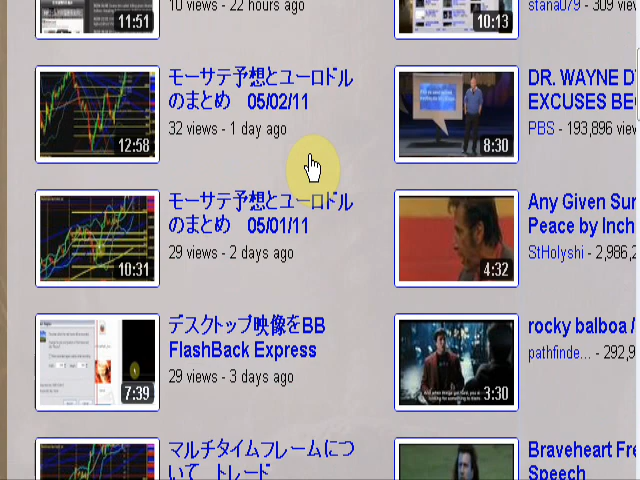 11:51
10 views - 22 hours ago
12:58
モーサテ予想とユーロドル
のまとめ 05/02/11
32 views - 1 day ago
10:31
モーサテ予想とユーロドル
のまとめ 05/01/11
29 views - 2 days ago
7:39
デスクトップ映像をBB
FlashBack Express
29 views - 3 days ago
マルチタイムフレームにつ
いて トレード
10:13
stana079 - 309 view
8:30
DR. WAYNE D
EXCUSES BE
PBS - 193,896 view
4:32
Any Given Sun
Peace by Inch
StHolyshi - 2,986,2
3:30
rocky balboa /
pathfinde... - 292,9
Braveheart Fre
Speech